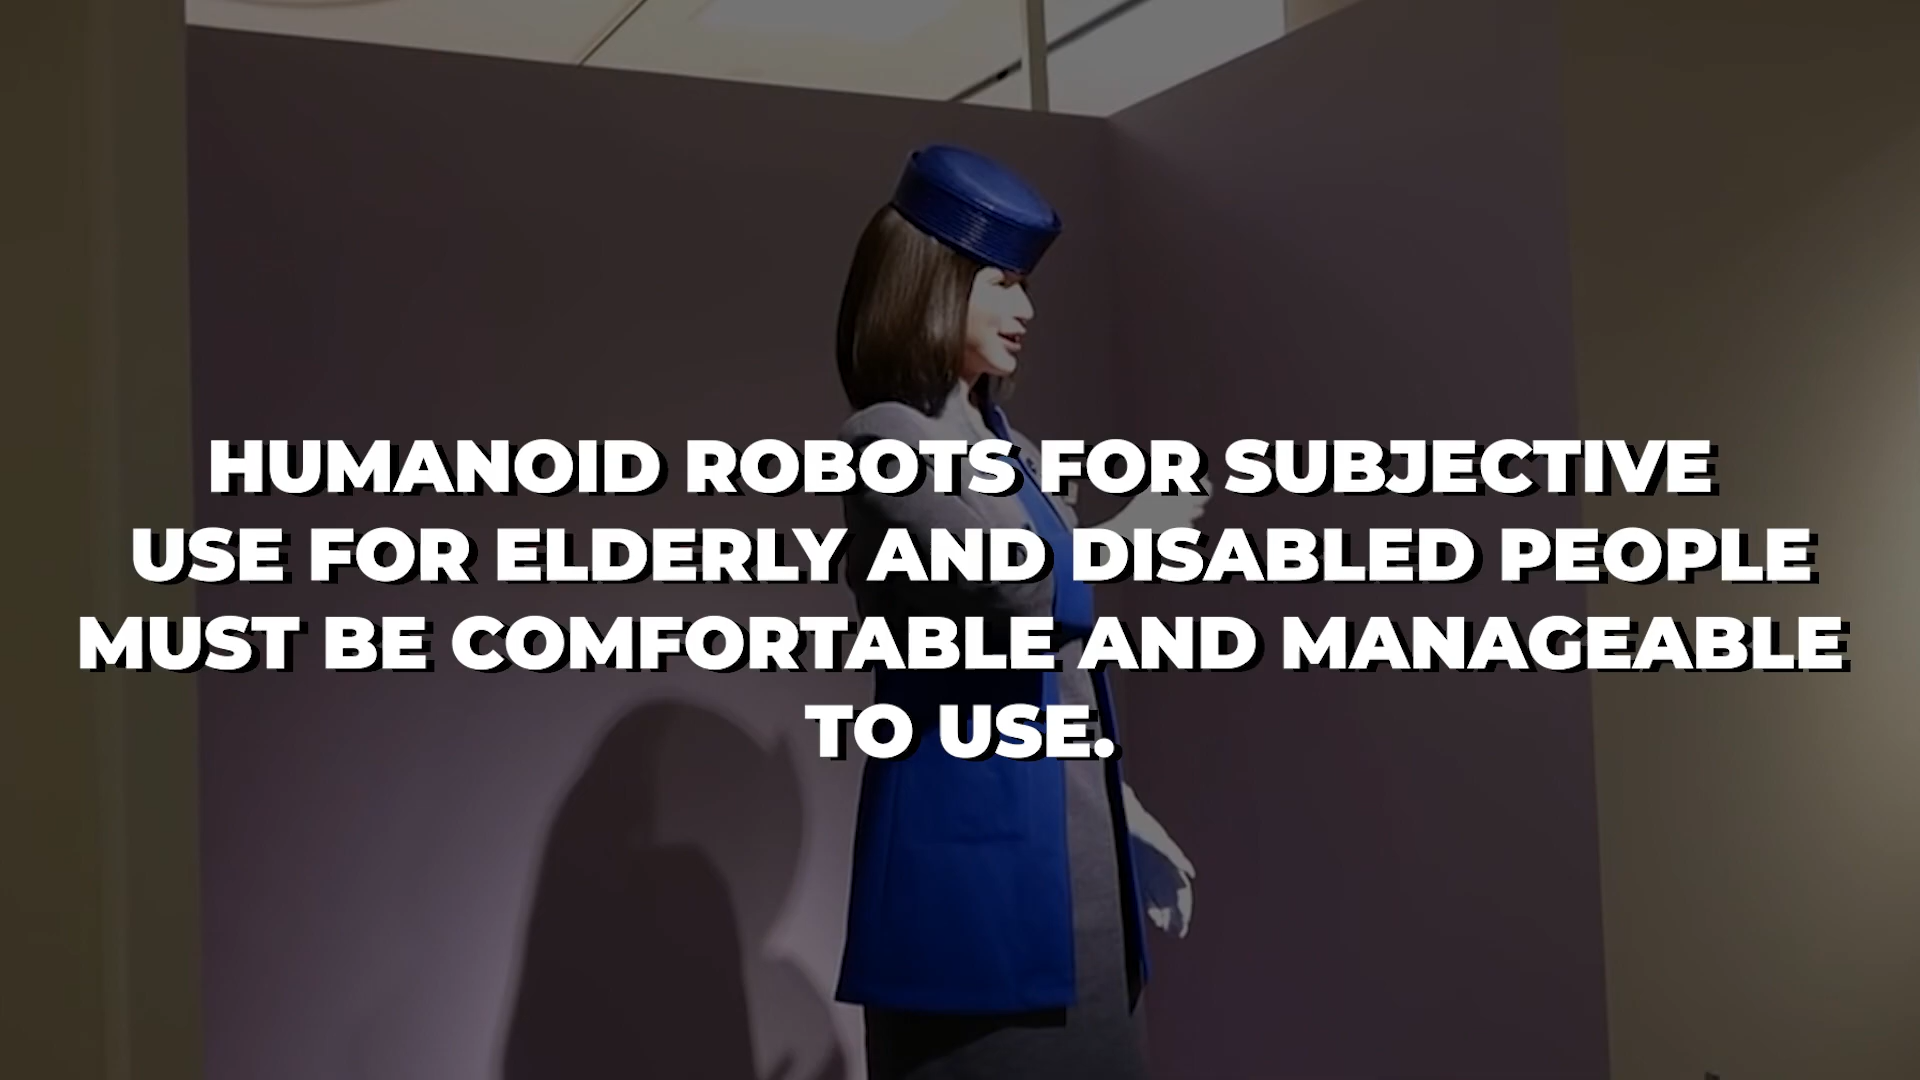 HUMANOID ROBOTS FOR SUBJECTIVE
USE FOR ELDERLY AND DISABLED PEOPLE
MUST BE COMFORTABLE AND MANAGEABLE
TO USE.